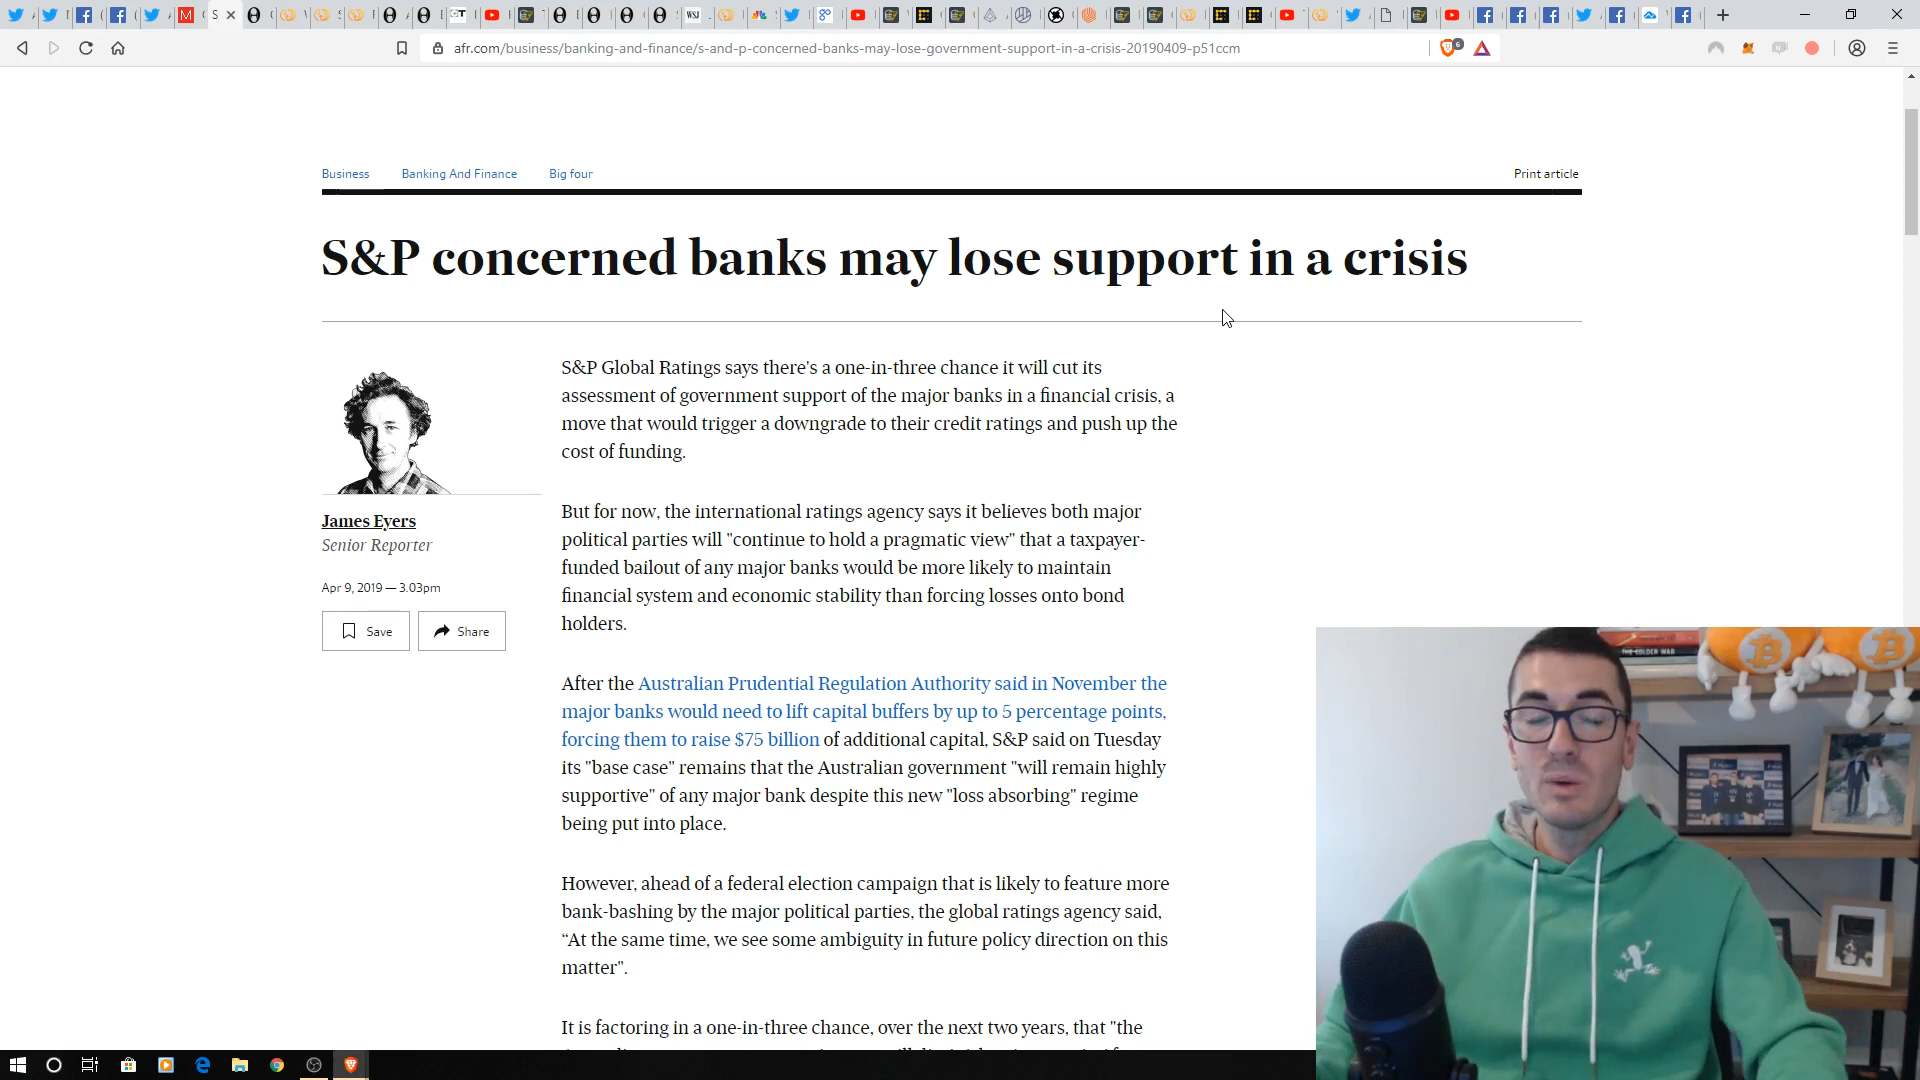 afr.com/business/banking-and-finance/s-and-p-concerned-banks-may-lose-government-support-in-a-crisis-20190409-p51ccm
6
Business Banking And Finance Big four Print article
S&P concerned banks may lose support in a crisis
S&P Global Ratings says there's a one-in-three chance it will cut its
assessment of government support of the major banks in a financial crisis, a
move that would trigger a downgrade to their credit ratings and push up the
cost of funding.
James Eyers
Senior Reporter
Apr 9, 2019 — 3.03pm
Save Share
But for now, the international ratings agency says it believes both major
political parties will "continue to hold a pragmatic view" that a taxpayer-
funded bailout of any major banks would be more likely to maintain
financial system and economic stability than forcing losses onto bond
holders.
After the Australian Prudential Regulation Authority said in November the
major banks would need to lift capital buffers by up to 5 percentage points,
forcing them to raise $75 billion of additional capital, S&P said on Tuesday
its "base case" remains that the Australian government "will remain highly
supportive" of any major bank despite this new "loss absorbing" regime
being put into place.
However, ahead of a federal election campaign that is likely to feature more
bank-bashing by the major political parties, the global ratings agency said,
“At the same time, we see some ambiguity in future policy direction on this
matter".
It is factoring in a one-in-three chance, over the next two years, that "the
THE COLDER WAR